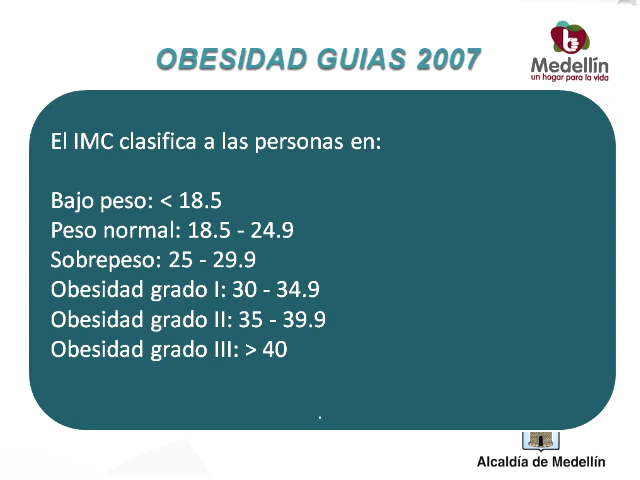 OBESIDAD GUIAS 2007
Medellín
un hogar para la vida
El IMC clasifica a las personas en:
Bajo peso: < 18.5
Peso normal: 18.5 - 24.9
Sobrepeso: 25 - 29.9
Obesidad grado I: 30 - 34.9
Obesidad grado II: 35 - 39.9
Obesidad grado III: > 40
.
Alcaldía de Medellín